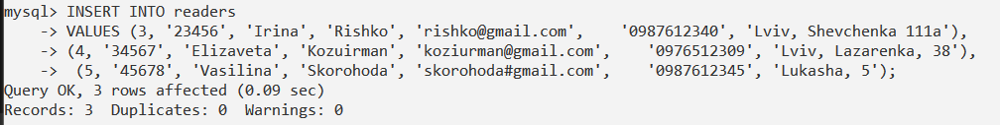 mysql> INSERT INTO readers
-> VALUES (3, '23456', 'Irina', 'Rishko', 'rishko@gmail.com', '0987612340', 'Lviv, Shevchenka 111a'),
-> (4, '34567', 'Elizaveta', 'Kozuirman', 'koziurman@gmail.com', '0976512309', 'Lviv, Lazarenka, 38'),
-> (5, '45678', 'Vasilina', 'Skorohoda', 'skorohoda#gmail.com', '0987612345', 'Lukasha, 5');
Query OK, 3 rows affected (0.09 sec)
Records: 3 Duplicates: 0 Warnings: 0